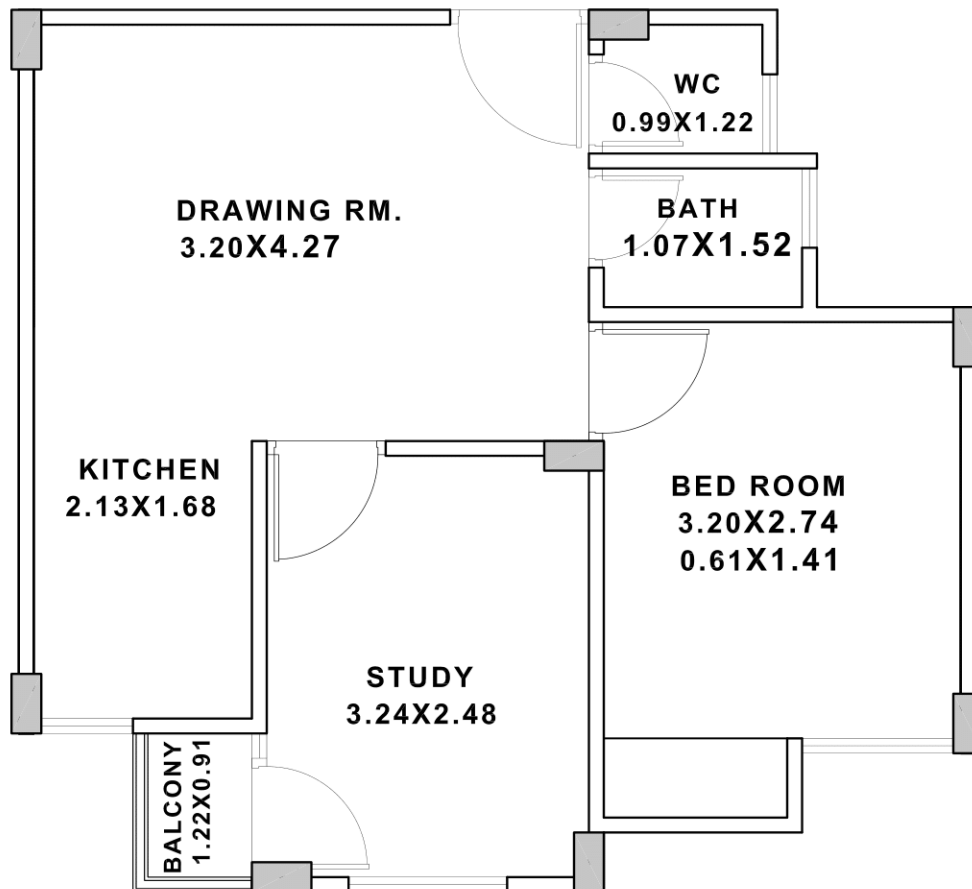 WC
0.99X1.22
DRAWING RM.
3.20X4.27
BATH
1.07X1.52
KITCHEN
2.13X1.68
BED ROOM
3.20X2.74
0.61X1.41
STUDY
3.24X2.48
BALCONY
1.22X0.91